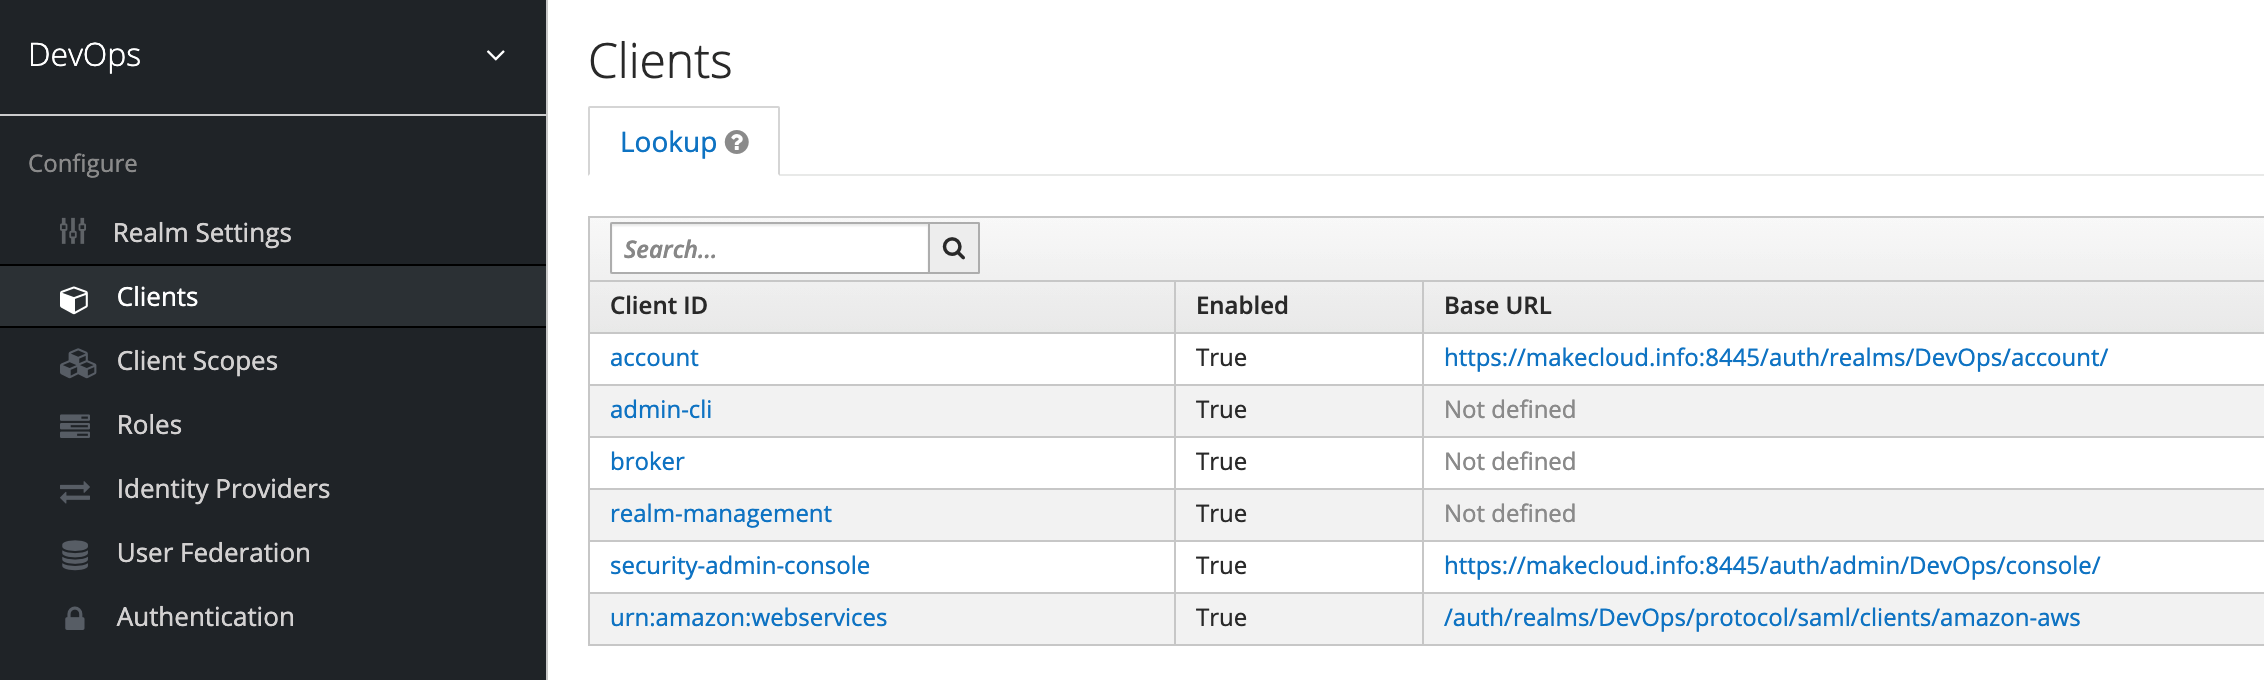 DevOps
Configure
Realm Settings
Clients
Client Scopes
Roles
Identity Providers
User Federation
Authentication
Clients
Lookup ?
Search...
Client ID Enabled Base URL
account True https://makecloud.info:8445/auth/realms/DevOps/account/
admin-cli True Not defined
broker True Not defined
realm-management True Not defined
security-admin-console True https://makecloud.info:8445/auth/admin/DevOps/console/
urn:amazon:webservices True /auth/realms/DevOps/protocol/saml/clients/amazon-aws